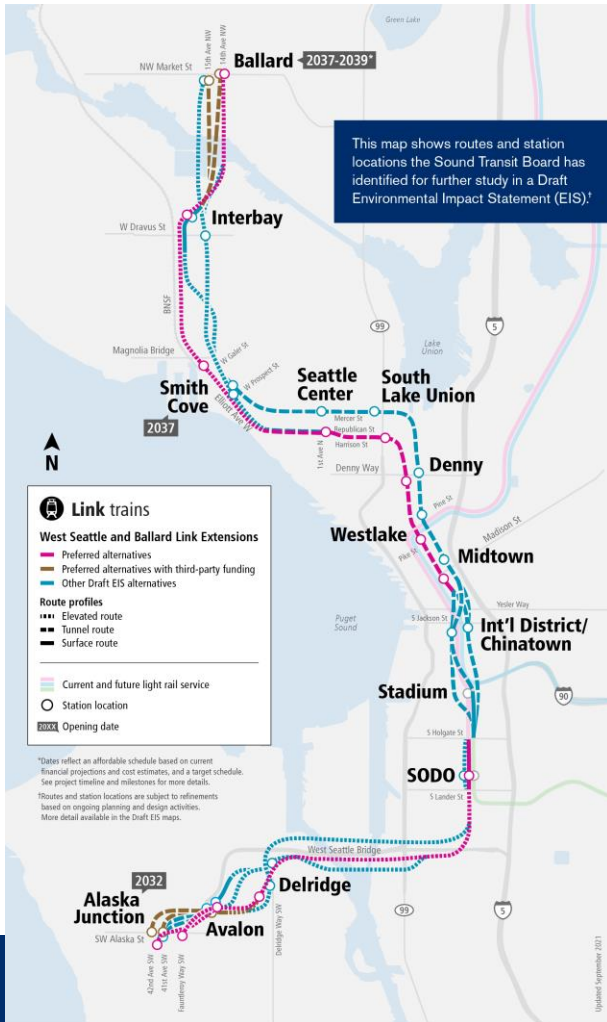 Green Lake
15th Ave NW
14th Ave NW
NW Market St
Ballard
2037-2039*
This map shows routes and station
locations the Sound Transit Board has
identified for further study in a Draft
Environmental Impact Statement (EIS).†
W Dravus St
Interbay
BNSF
99
5
Lake
Union
Magnolia Bridge
W Galer St
W Prospect St
Smith
Cove
Elliott Ave W
2037
Seattle
Center
South
Lake Union
Mercer St
Republican St
Harrison St
1st Ave N
Denny Way
Denny
N
Pine St
Westlake
Pike St
Madison St
Midtown
Link trains
West Seattle and Ballard Link Extensions
Preferred alternatives
Preferred alternatives with third-party funding
Other Draft EIS alternatives
Route profiles
Elevated route
Tunnel route
Surface route
Current and future light rail service
Station location
20XX Opening date
Puget
Sound
Yesler Way
S Jackson St
Int'l District/
Chinatown
Stadium
90
S Holgate St
*Dates reflect an affordable schedule based on current
financial projections and cost estimates, and a target schedule.
See project timeline and milestones for more details.
†Routes and station locations are subject to refinements
based on ongoing planning and design activities.
More detail available in the Draft EIS maps.
SODO
S Lander St
West Seattle Bridge
2032
Alaska
Junction
Delridge
SW Alaska St
Avalon
Delridge Way SW
99
5
42nd Ave SW
41st Ave SW
Fauntleroy Way SW
Updated September 2021